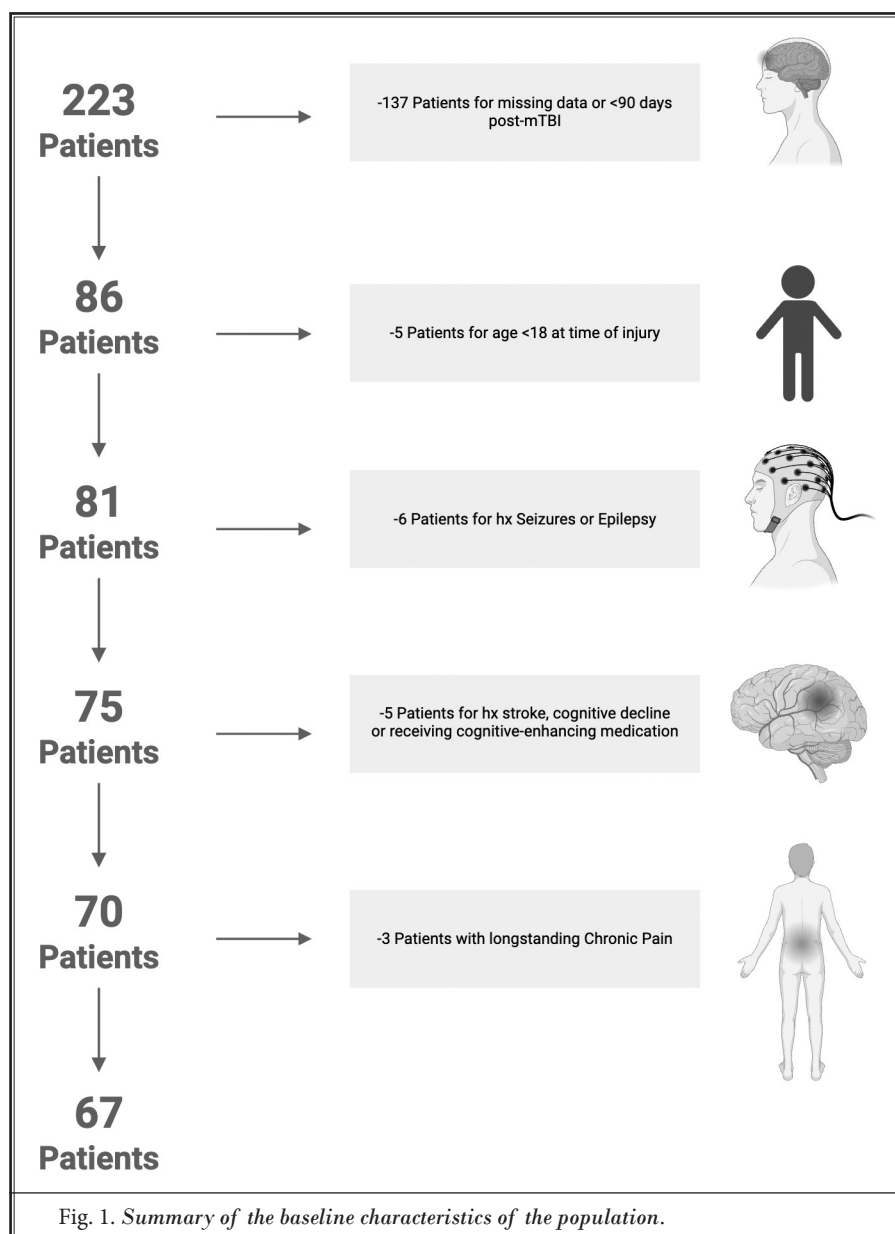 223
Patients
-137 Patients for missing data or <90 days
post-mTBI
86
Patients
-5 Patients for age <18 at time of injury
81
Patients
-6 Patients for hx Seizures or Epilepsy
75
Patients
-5 Patients for hx stroke, cognitive decline
or receiving cognitive-enhancing medication
70
Patients
-3 Patients with longstanding Chronic Pain
67
Patients
Fig. 1. Summary of the baseline characteristics of the population.